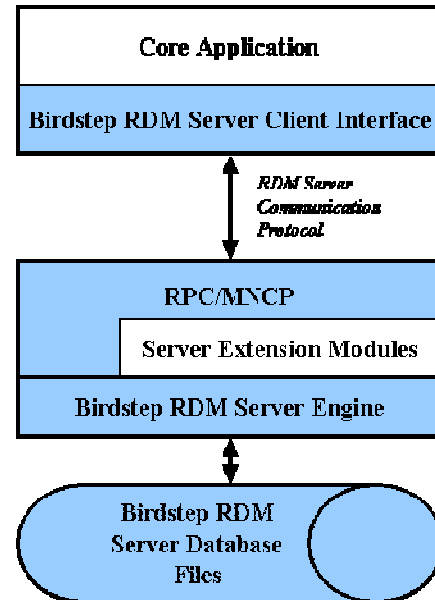 Core Application
Birdstep RDM Server Client Interface
RDM Server
Communication
Protocol
RPC/MNCP
Server Extension Modules
Birdstep RDM Server Engine
Birdstep RDM
Server Database
Files